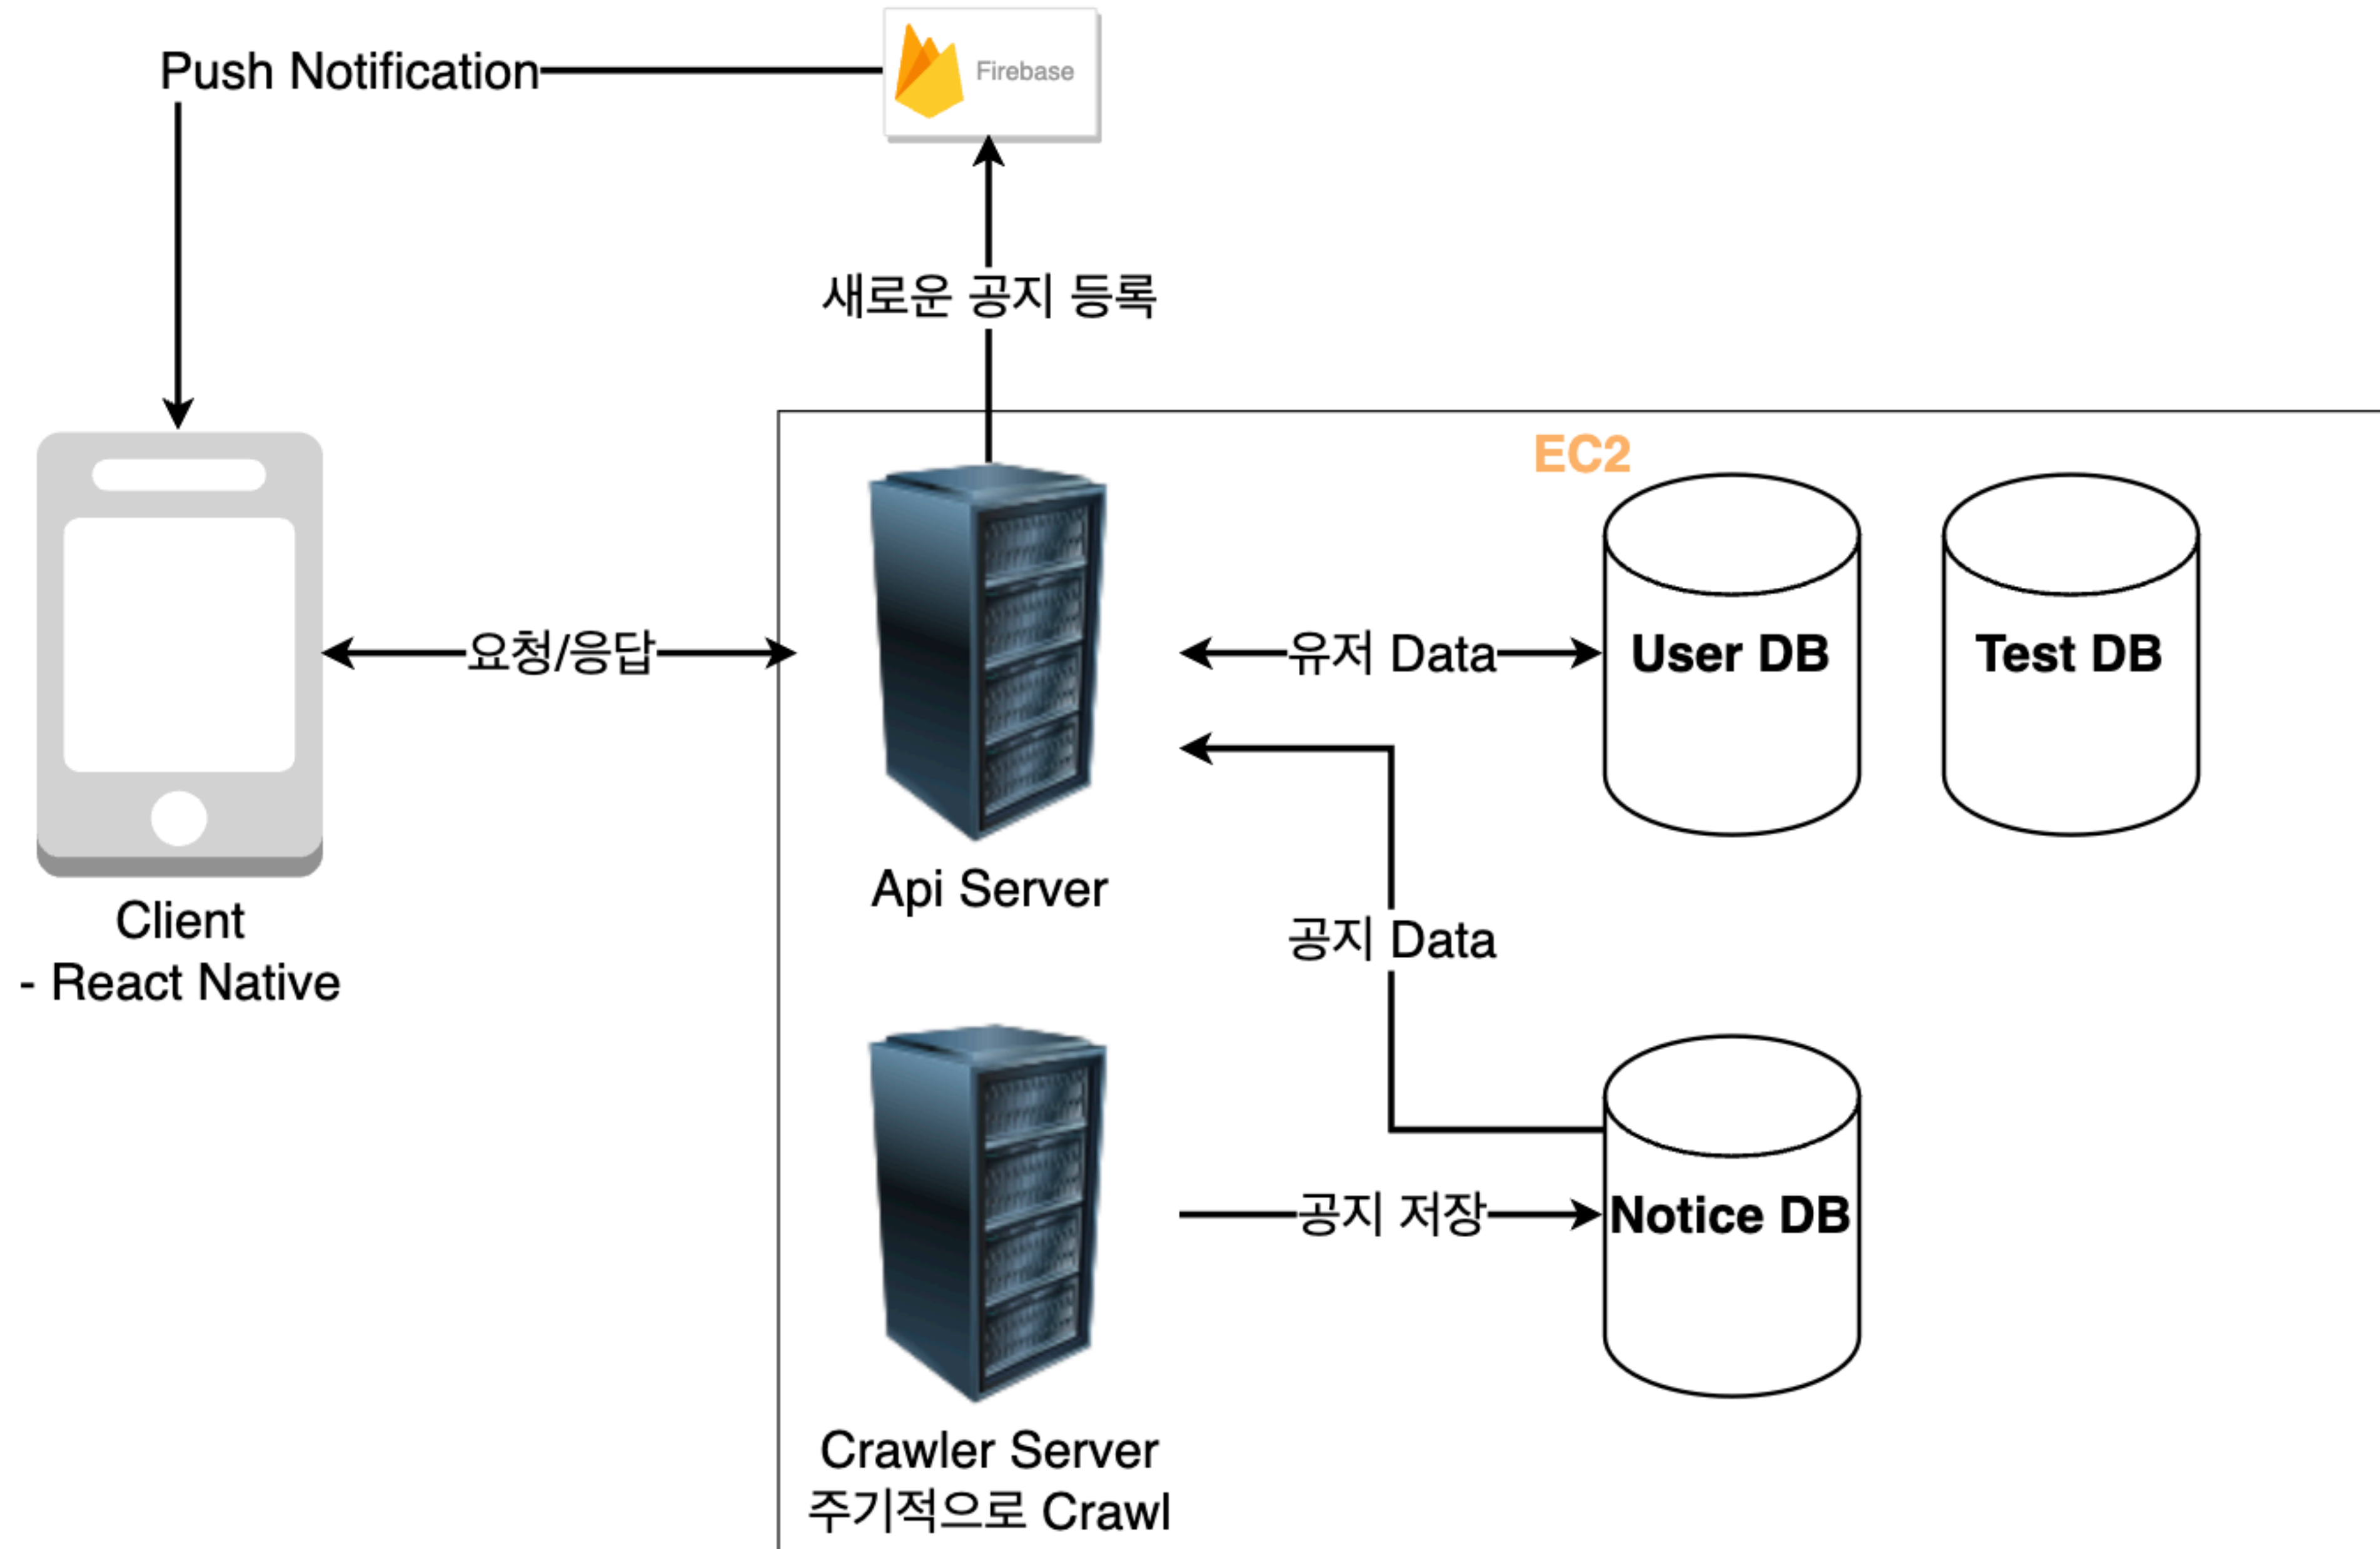 Push Notification
Firebase
새로운 공지 등록
EC2
요청/응답
유저 Data
User DB
Test DB
Api Server
Client
- React Native
공지 Data
공지 저장
Notice DB
Crawler Server
주기적으로 Crawl